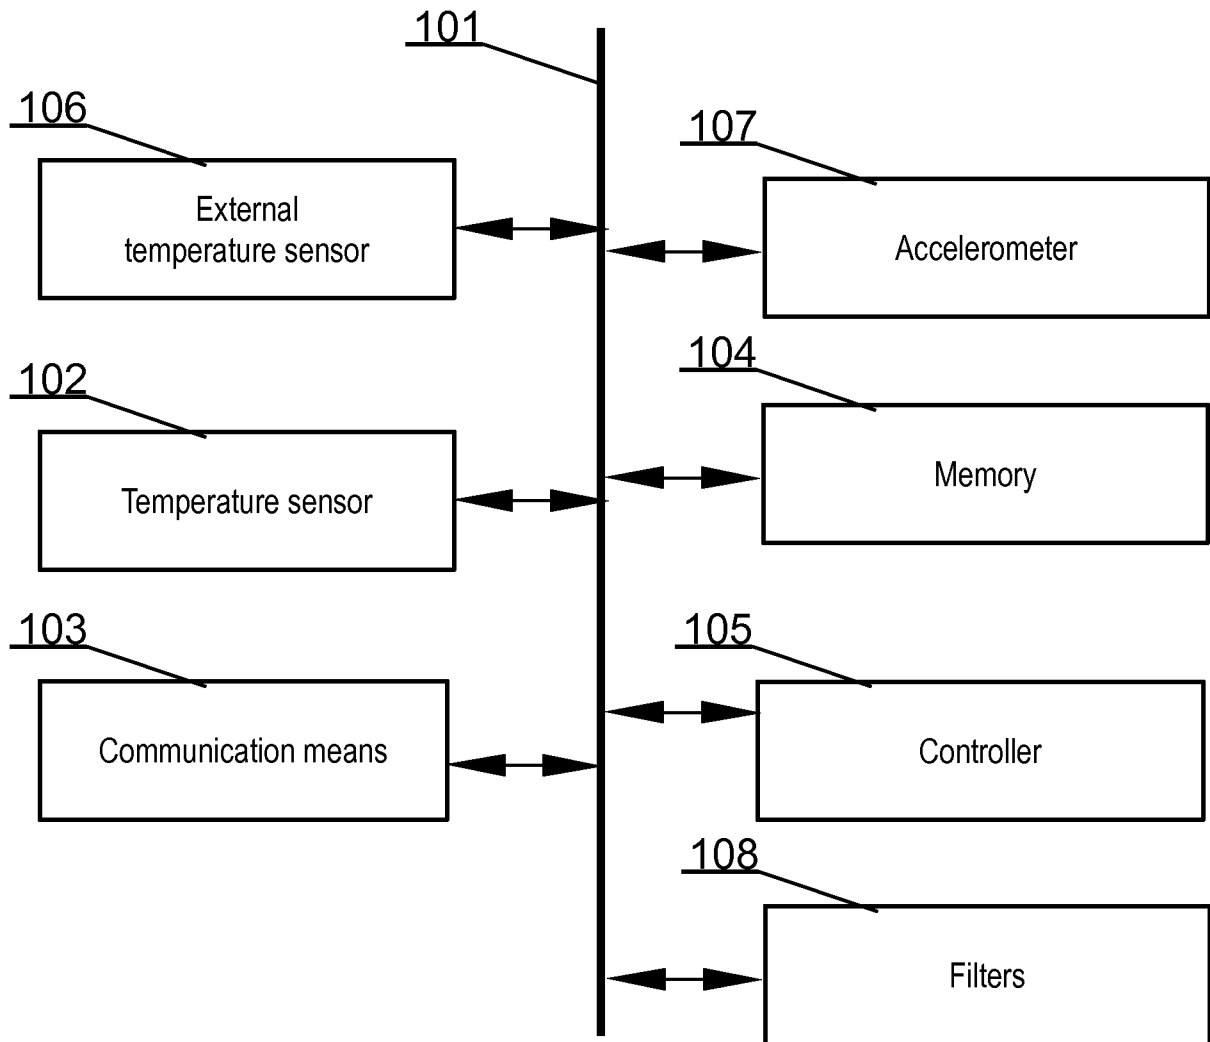 101
106
External
temperature sensor
107
Accelerometer
102
Temperature sensor
104
Memory
103
Communication means
105
Controller
108
Filters